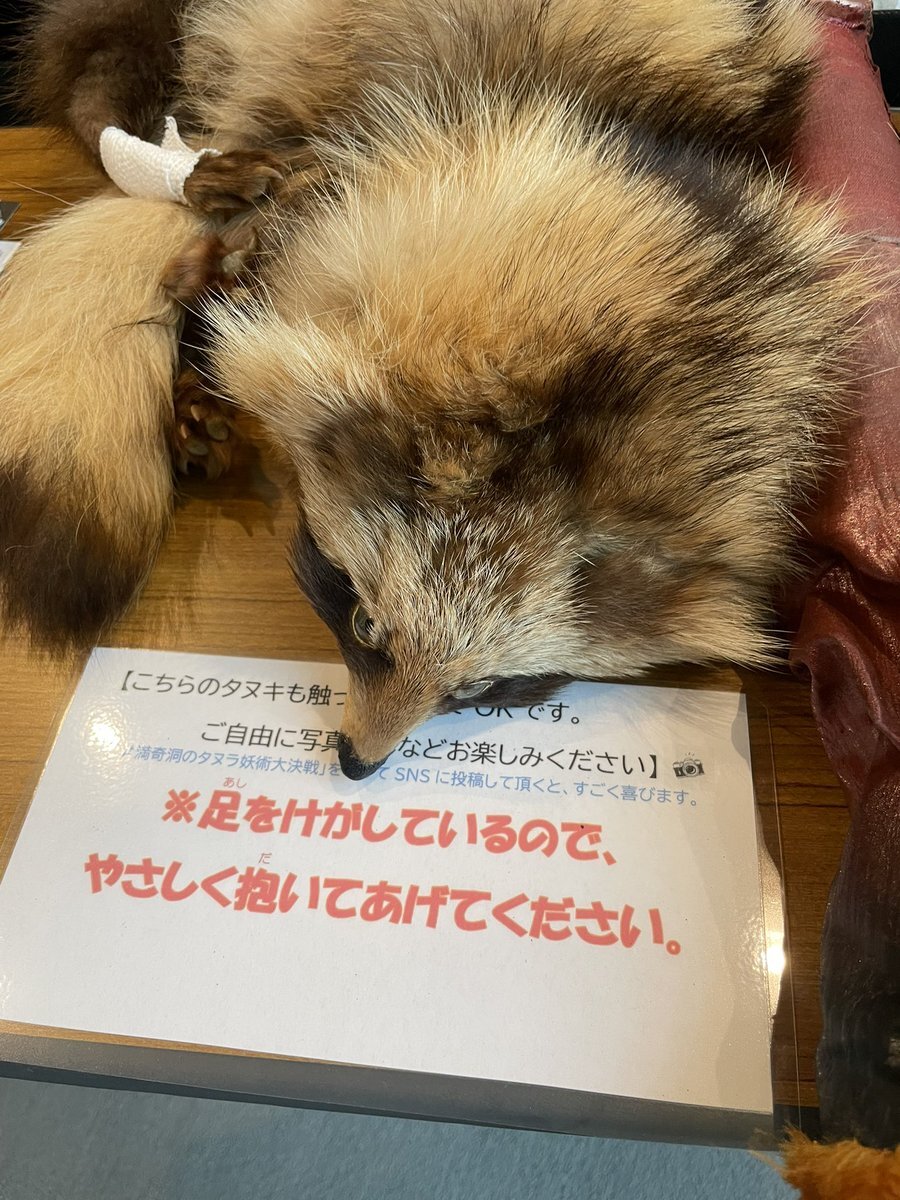 【こちらのタヌキも触っ OK です。
ご自由に写真 などお楽しみください】
#満奇洞のタヌラ妖術大決戦」を て SNS に投稿して頂くと、すごく喜びます。
あし
※足をけがしているので、
だ
やさしく抱いてあげてください。